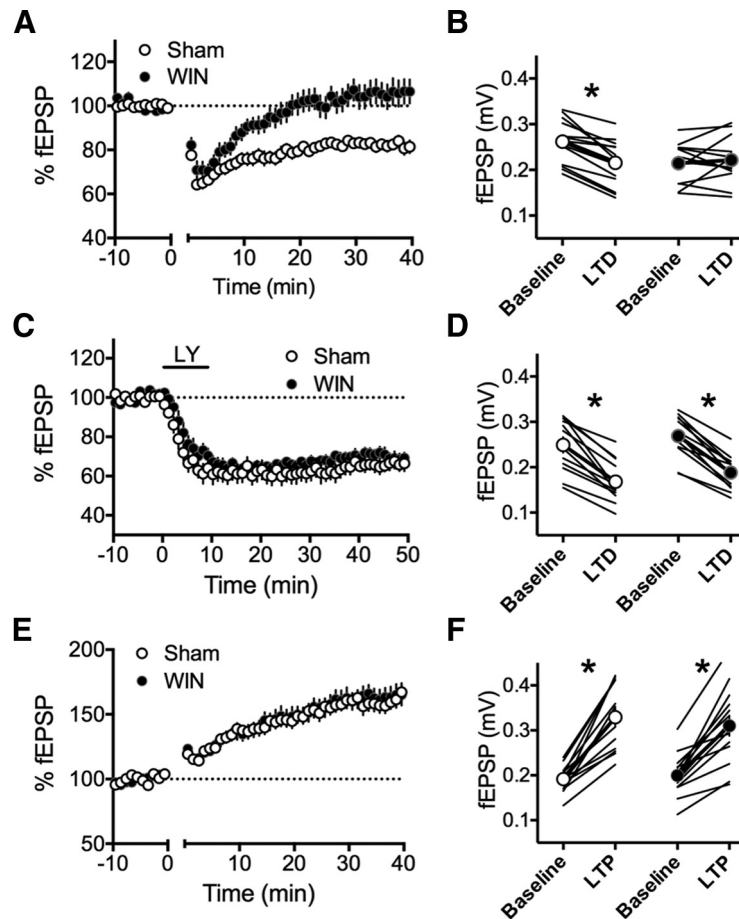 A
Sham
WIN
120
100
80
60
40
% fEPSP
-10 0 10 20 30 40
Time (min)
B
*
0.4
0.3
0.2
0.1
fEPSP (mV)
Baseline LTD Baseline LTD
C
LY
Sham
WIN
120
100
80
60
40
% fEPSP
-10 0 10 20 30 40 50
Time (min)
D
* *
0.4
0.3
0.2
0.1
fEPSP (mV)
Baseline LTD Baseline LTD
E
Sham
WIN
200
150
100
50
% fEPSP
-10 0 10 20 30 40
Time (min)
F
* *
0.4
0.3
0.2
0.1
fEPSP (mV)
Baseline LTP Baseline LTP